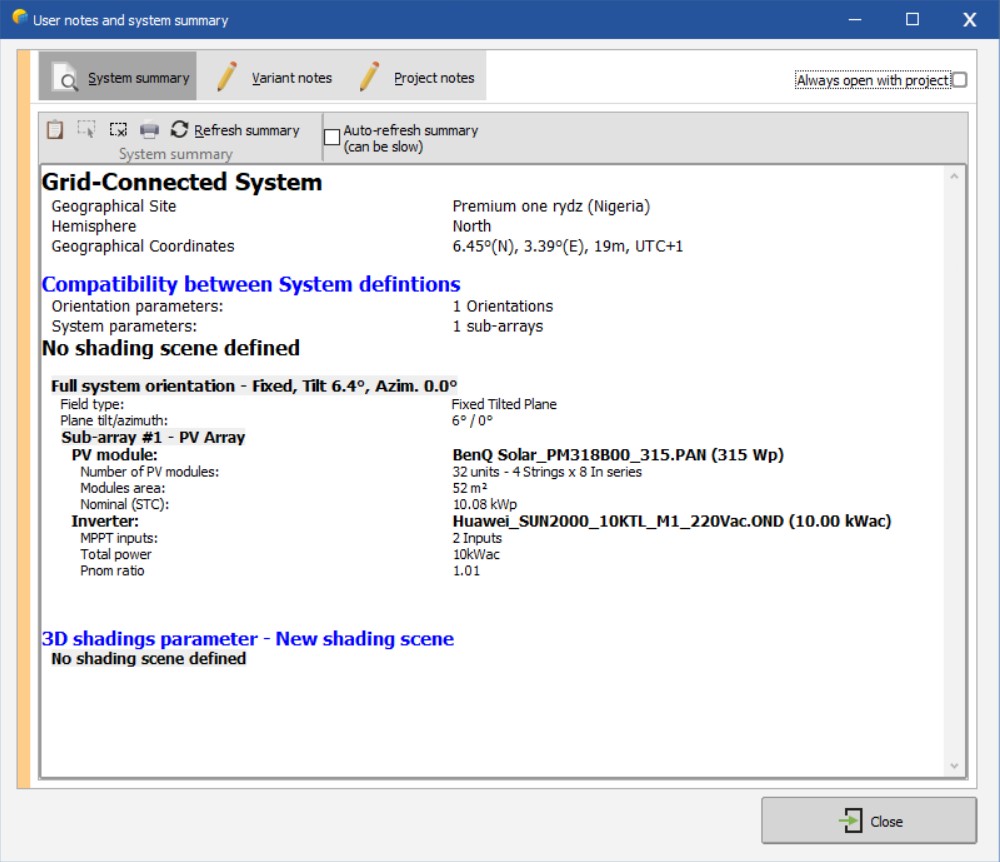 User notes and system summary
System summary
Variant notes
Project notes
Always open with project
Refresh summary
Auto-refresh summary
(can be slow)
System summary
Grid-Connected System
Geographical Site Premium one rydz (Nigeria)
Hemisphere North
Geographical Coordinates 6.45°(N), 3.39°(E), 19m, UTC+1
Compatibility between System defintions
Orientation parameters: 1 Orientations
System parameters: 1 sub-arrays
No shading scene defined
Full system orientation - Fixed, Tilt 6.4°, Azim. 0.0°
Field type: Fixed Tilted Plane
Plane tilt/azimuth: 6° / 0°
Sub-array #1 - PV Array
PV module: BenQ Solar_PM318B00_315.PAN (315 Wp)
Number of PV modules: 32 units - 4 Strings x 8 In series
Modules area: 52 m²
Nominal (STC): 10.08 kWp
Inverter: Huawei_SUN2000_10KTL_M1_220Vac.OND (10.00 kWac)
MPPT inputs: 2 Inputs
Total power 10kWac
Pnom ratio 1.01
3D shadings parameter - New shading scene
No shading scene defined
Close